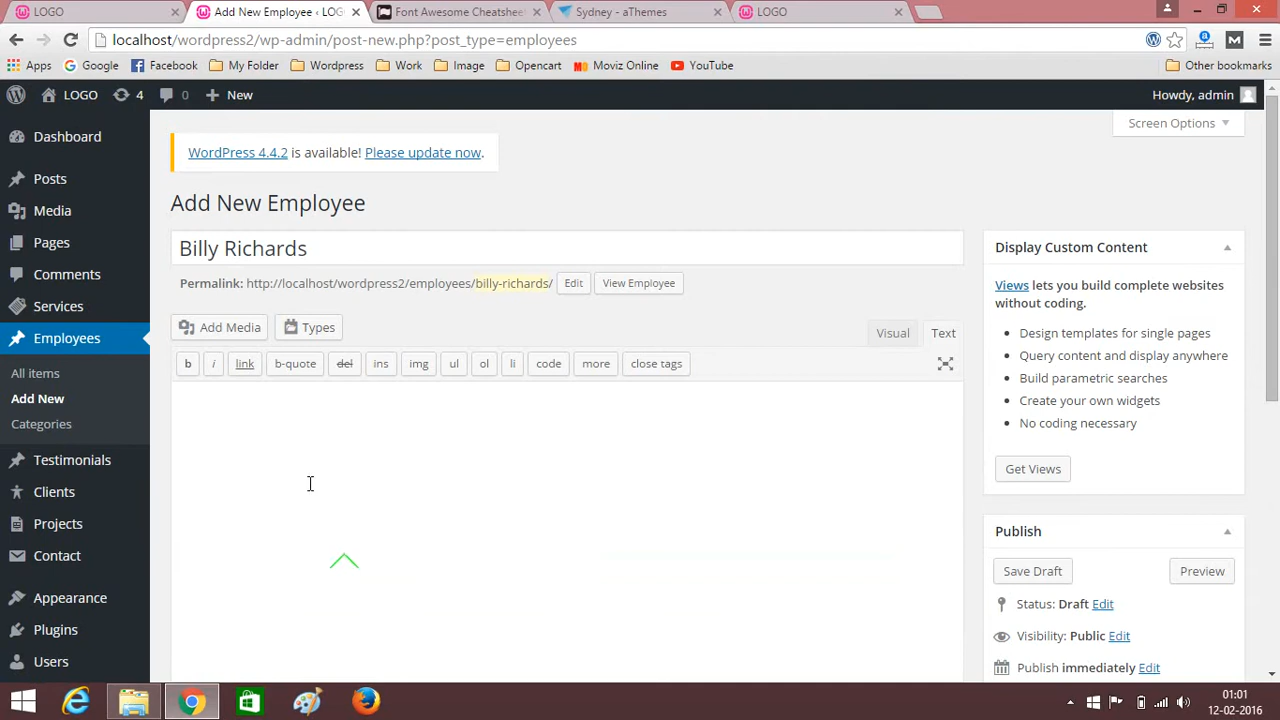 LOGO
Add New Employee ‹ LOG
Font Awesome Cheatshee
Sydney - aThemes
LOGO
localhost/wordpress2/wp-admin/post-new.php?post_type=employees
Apps
Google
Facebook
My Folder
Wordpress
Work
Image
Opencart
Moviz Online
YouTube
Other bookmarks
LOGO
4
0
New
Howdy, admin
Screen Options
Dashboard
Posts
Media
Pages
Comments
Services
Employees
All items
Add New
Categories
Testimonials
Clients
Projects
Contact
Appearance
Plugins
Users
WordPress 4.4.2 is available! Please update now.
Add New Employee
Billy Richards
Permalink: http://localhost/wordpress2/employees/billy-richards/
Edit
View Employee
Add Media
Types
Visual
Text
b
i
link
b-quote
del
ins
img
ul
ol
li
code
more
close tags
Display Custom Content
Views lets you build complete websites
without coding.
Design templates for single pages
Query content and display anywhere
Build parametric searches
Create your own widgets
No coding necessary
Get Views
Publish
Save Draft
Preview
Status: Draft Edit
Visibility: Public Edit
Publish immediately Edit
01:01
12-02-2016